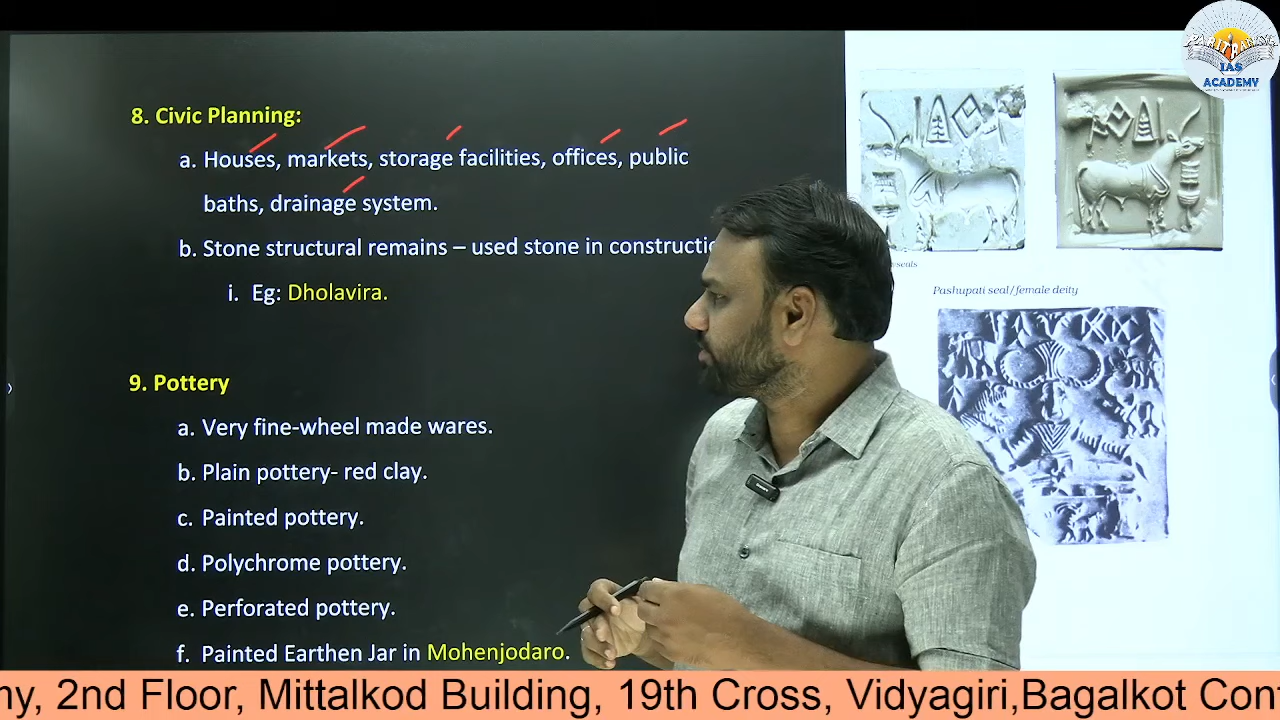 8. Civic Planning:
a. Houses, markets, storage facilities, offices, public
baths, drainage system.
b. Stone structural remains – used stone in constructio
i. Eg: Dholavira.
9. Pottery
a. Very fine-wheel made wares.
b. Plain pottery- red clay.
c. Painted pottery.
d. Polychrome pottery.
e. Perforated pottery.
f. Painted Earthen Jar in Mohenjodaro.
seals
Pashupati seal/female deity
IAS
ACADEMY
my, 2nd Floor, Mittalkod Building, 19th Cross, Vidyagiri,Bagalkot Con